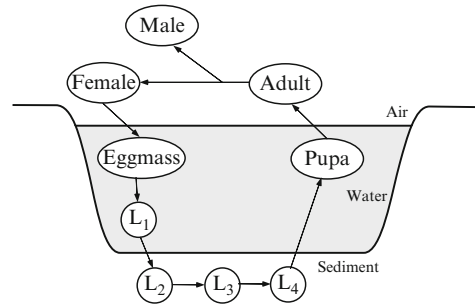 Male
Female
Adult
Air
Eggmass
Pupa
Water
L1
Sediment
L2
L3
L4